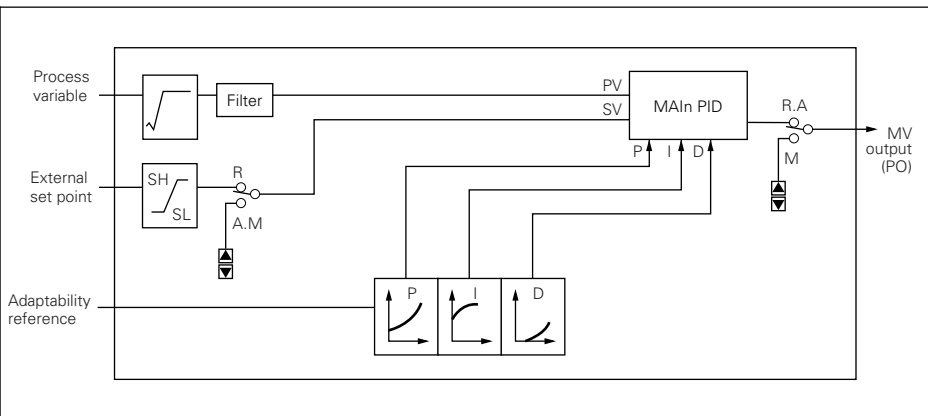 Process
variable
Filter
PV
SV
MAIn PID
R.A
M
MV
output
(PO)
P I D
External
set point
SH
SL
R
A.M
Adaptability
reference
P
I
D